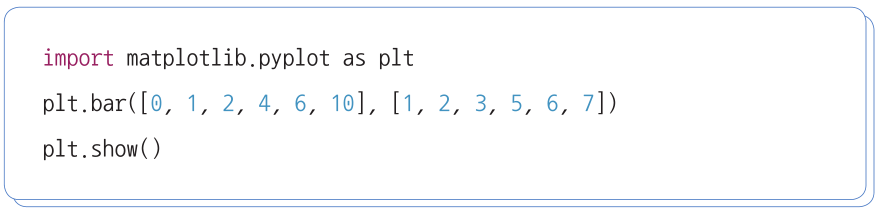 import matplotlib.pyplot as plt
plt.bar([0, 1, 2, 4, 6, 10], [1, 2, 3, 5, 6, 7])
plt.show()